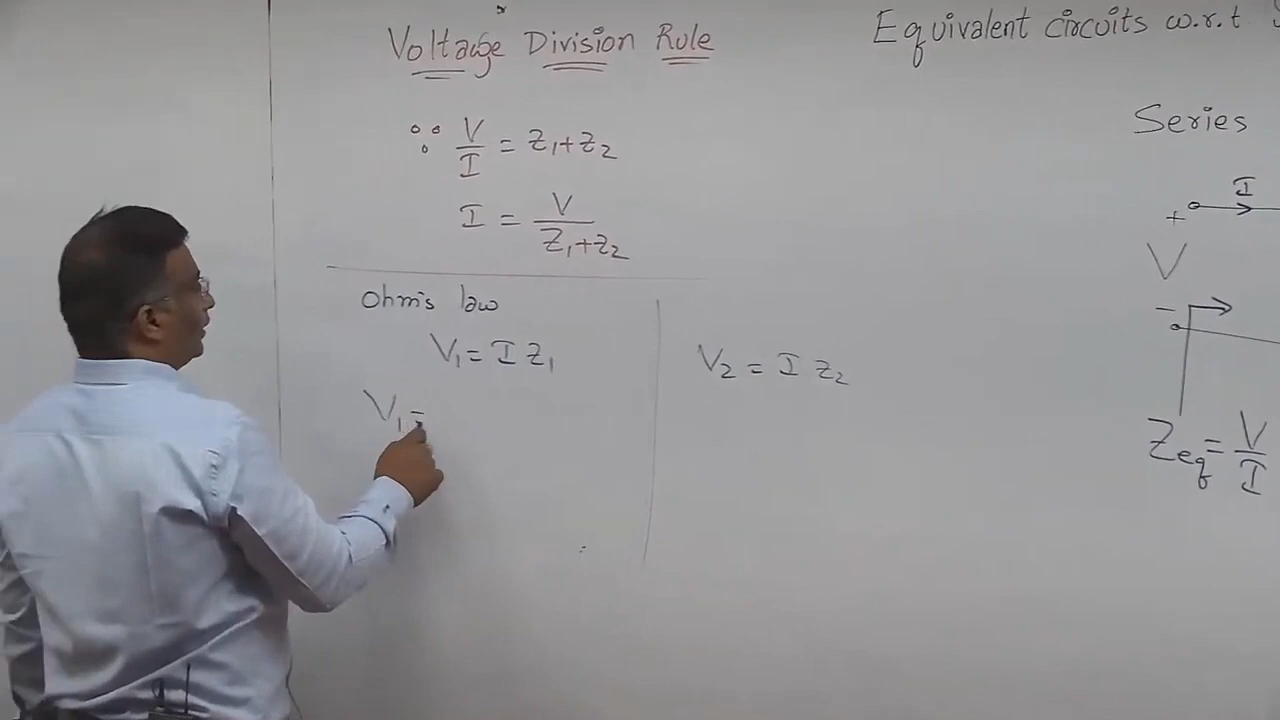 Voltage Division Rule
∵ V/I = Z₁+Z₂
I = V/(Z₁+Z₂)
Ohm's law
V₁ = I Z₁
V₁ =
V₂ = I Z₂
Equivalent circuits w.r.t
Series
I
+
V
−
Zeq = V/I